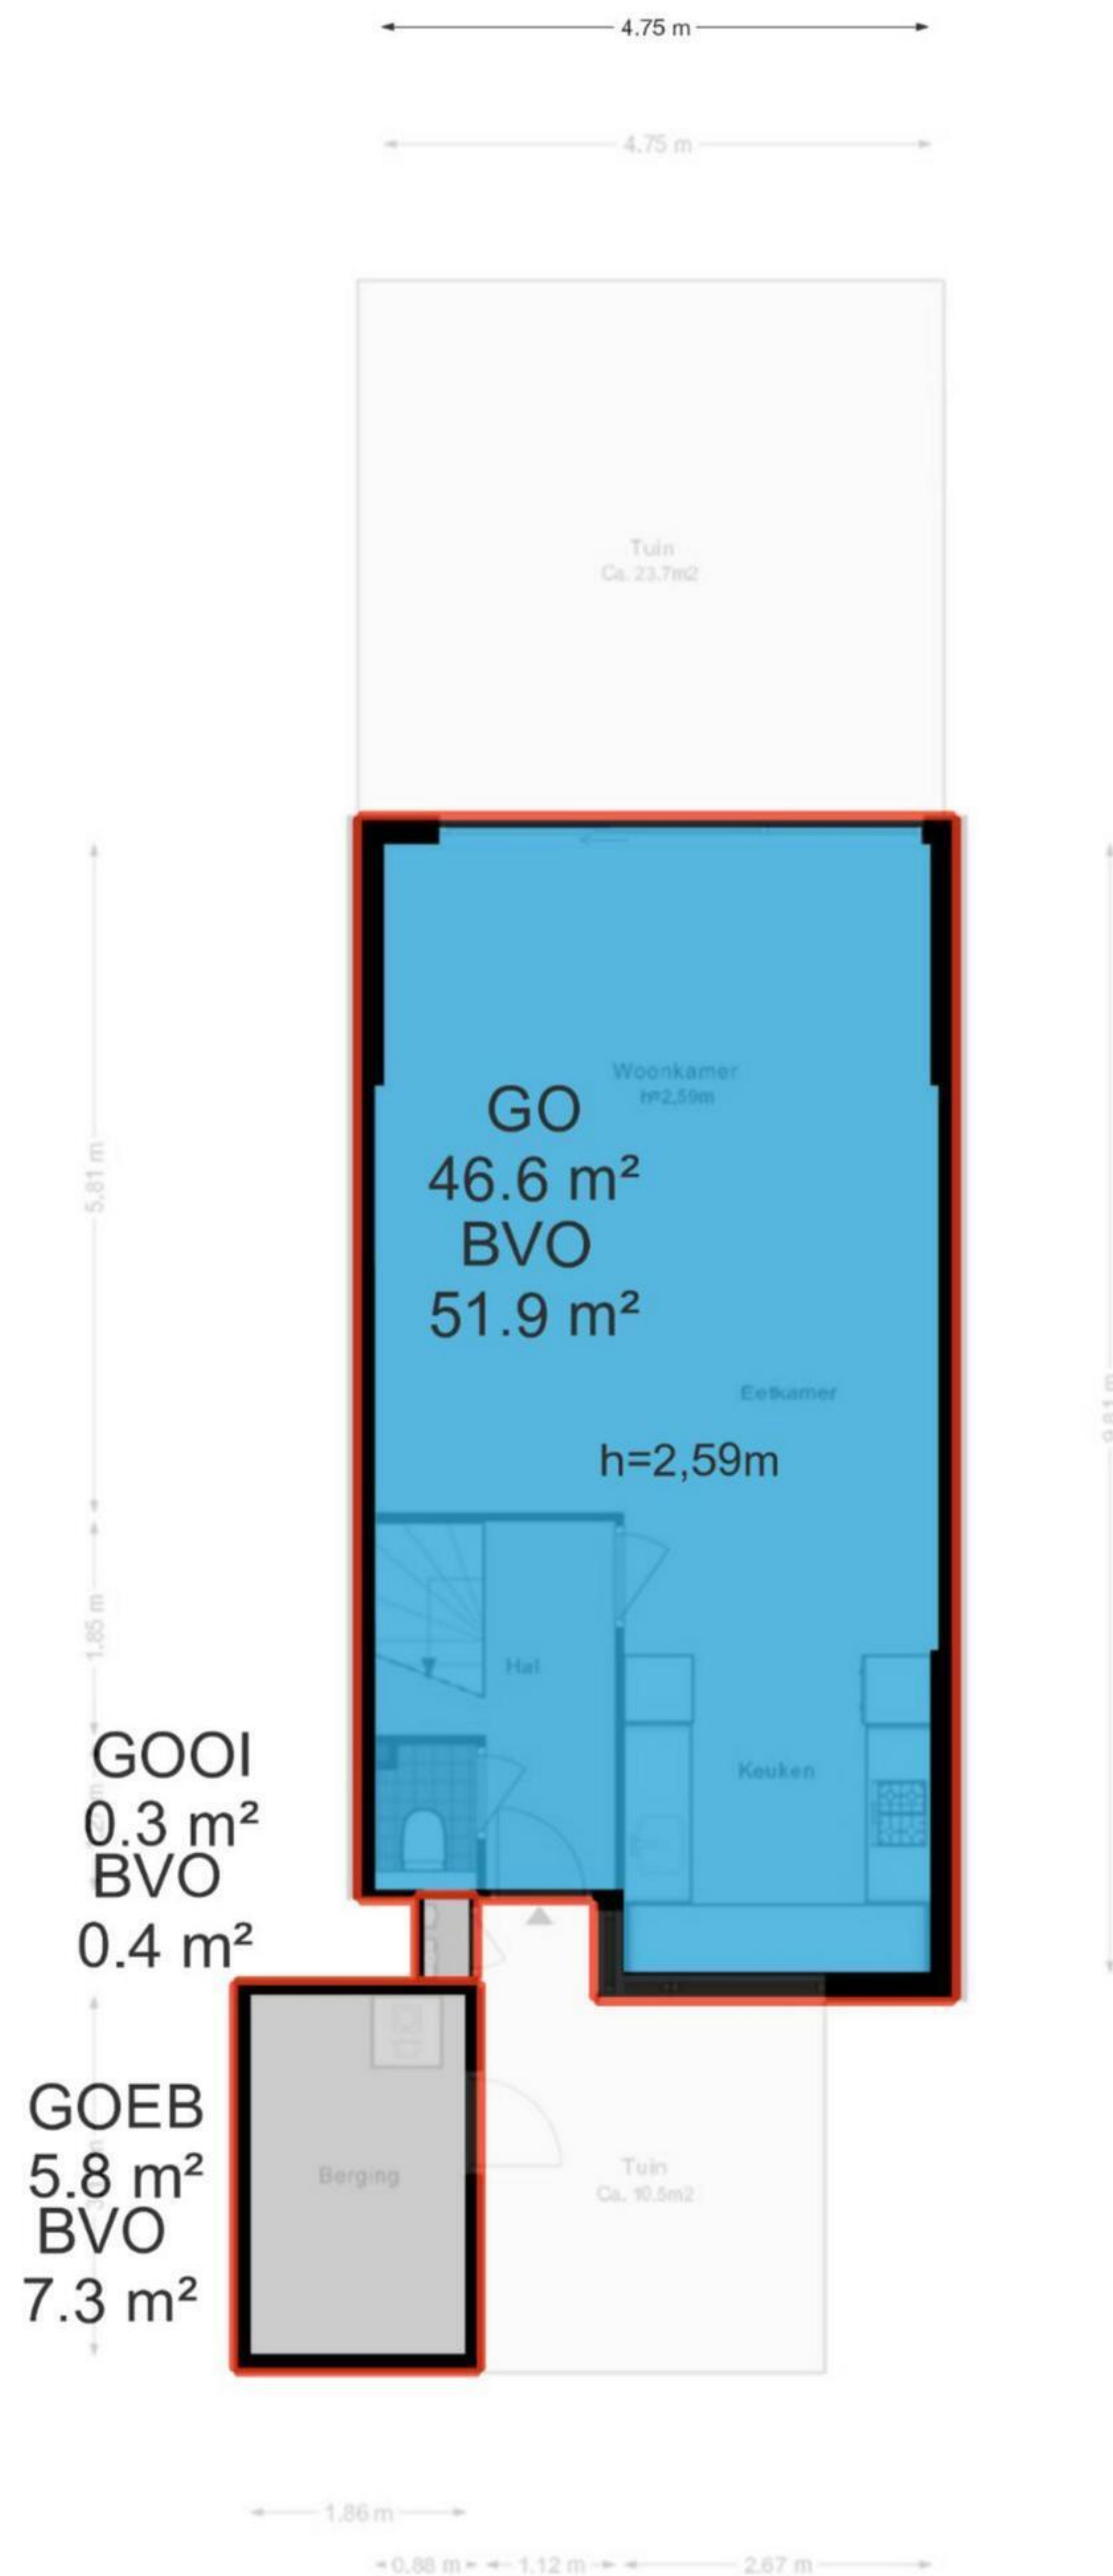 4.75 m
4.75 m
Tuin
Ca. 23.7m2
Woonkamer
h=2,59m
GO
46.6 m²
BVO
51.9 m²
5.81 m
9.81 m
Eetkamer
h=2,59m
1.85 m
Hal
GOOI
0.3 m²
BVO
0.4 m²
Keuken
GOEB
5.8 m²
BVO
7.3 m²
Berging
Tuin
Ca. 10.5m2
1.86 m
0.88 m
1.12 m
2.67 m